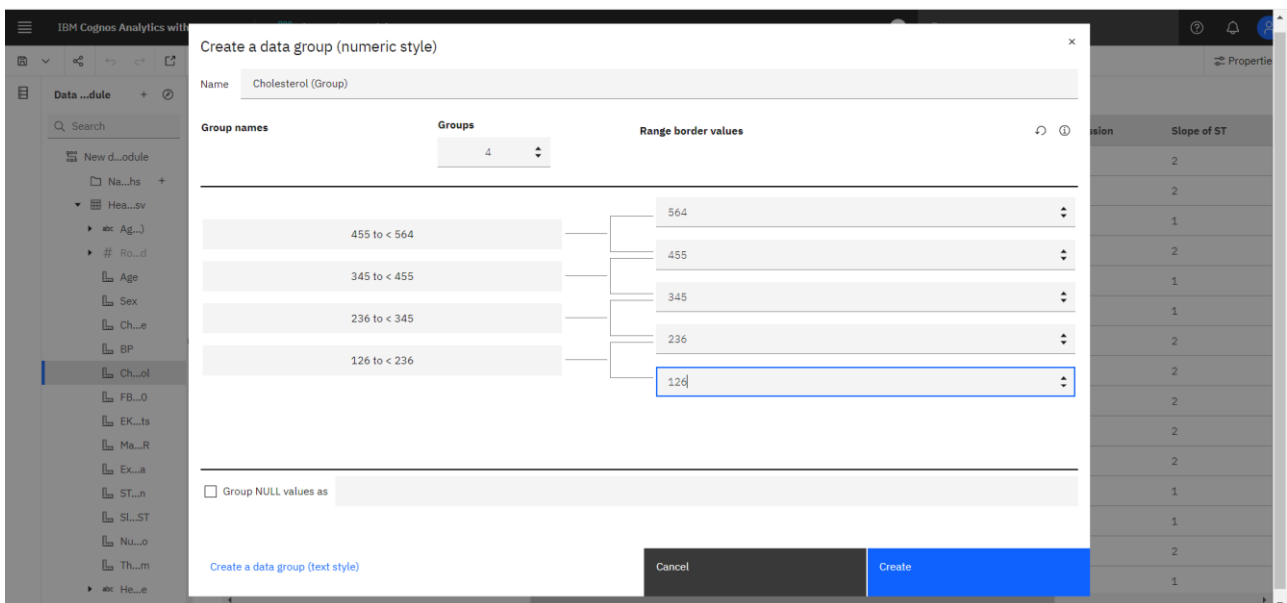 IBM Cognos Analytics with
Create a data group (numeric style)
Propertie
Name Cholesterol (Group)
Data ...dule
Search
Group names Groups Range border values
4
ssion Slope of ST
New d...odule
Na...hs
Hea...sv
abc Ag...)
# Ro...d
Age
Sex
Ch...e
BP
Ch...ol
FB...0
EK...ts
Ma...R
Ex...a
ST...n
Sl...ST
Nu...o
Th...m
abc He...e
455 to < 564
345 to < 455
236 to < 345
126 to < 236
564
455
345
236
126
Group NULL values as
Create a data group (text style) Cancel Create
2
2
1
2
1
1
2
2
2
2
2
1
1
2
1